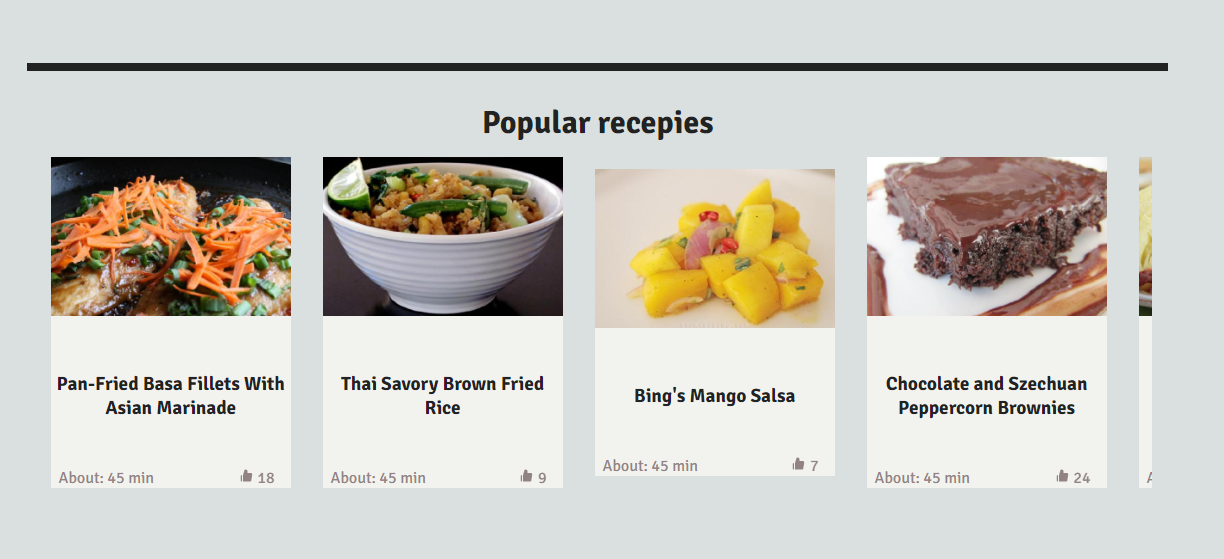 Popular recepies
Pan-Fried Basa Fillets With
Asian Marinade
About: 45 min 18
Thai Savory Brown Fried
Rice
About: 45 min 9
Bing's Mango Salsa
About: 45 min 7
Chocolate and Szechuan
Peppercorn Brownies
About: 45 min 24